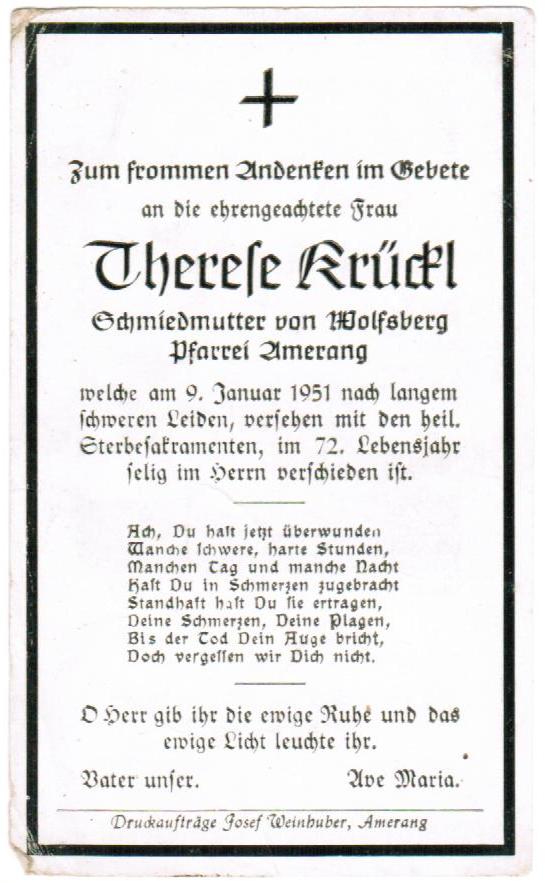 Zum frommen Andenken im Gebete
an die ehrengeachtete Frau
Therese Krückl
Schmiedmutter von Wolfsberg
Pfarrei Amerang
welche am 9. Januar 1951 nach langem
schweren Leiden, versehen mit den heil.
Sterbesakramenten, im 72. Lebensjahr
selig im Herrn verschieden ist.
Ach, Du hast jetzt überwunden
Manche schwere, harte Stunden,
Manchen Tag und manche Nacht
Hast Du in Schmerzen zugebracht
Standhaft hast Du sie ertragen,
Deine Schmerzen, Deine Plagen,
Bis der Tod Dein Auge bricht,
Doch vergessen wir Dich nicht.
O Herr gib ihr die ewige Ruhe und das
ewige Licht leuchte ihr.
Vater unser. Ave Maria.
Druckaufträge Josef Weinhuber, Amerang